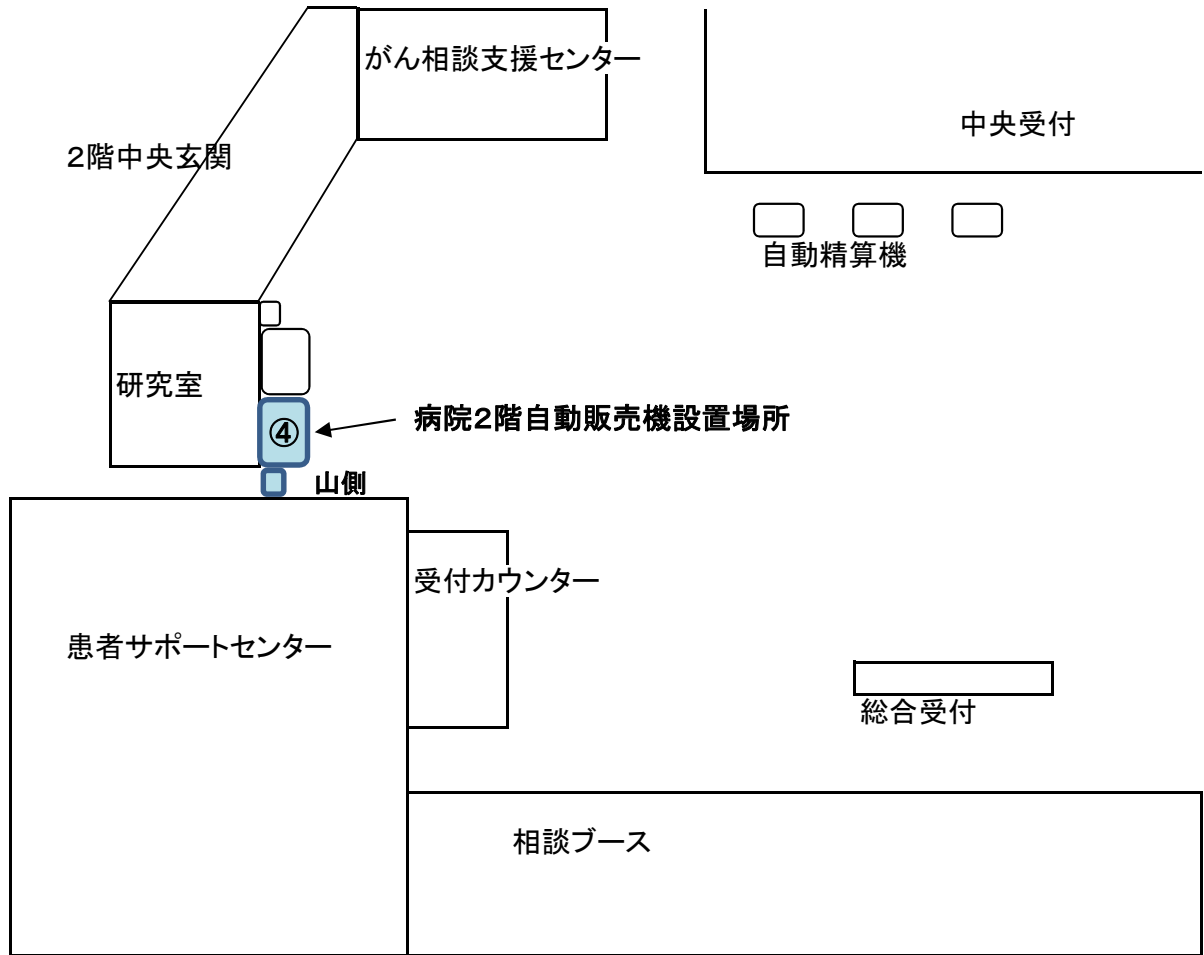 がん相談支援センター
中央受付
2階中央玄関
自動精算機
研究室
④
病院2階自動販売機設置場所
山側
受付カウンター
患者サポートセンター
総合受付
相談ブース